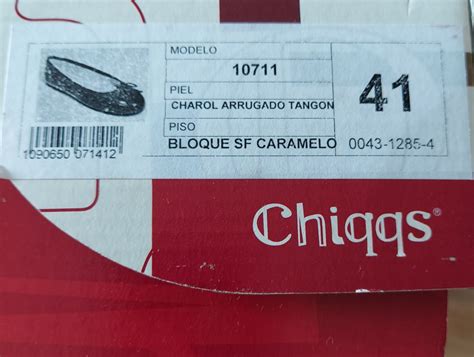 MODELO
10711
PIEL
CHAROL ARRUGADO TANGON
PISO
BLOQUE SF CARAMELO
41
0043-1285-4
1090650 071412
Chiqqs®